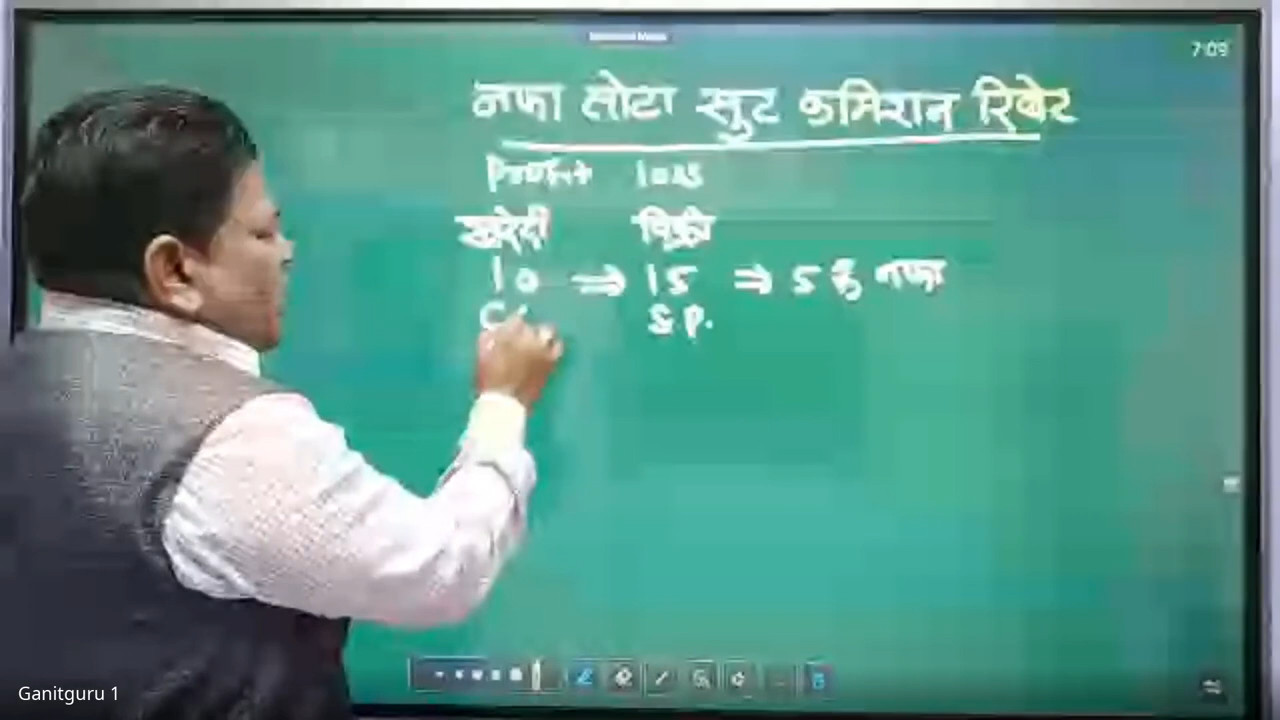 7:09
नफा तोटा सुट कमिशन रिबेट
Profit loss
खरेदी विक्री
10 ⇒ 15 ⇒ 5 रु नफा
C S.P.
Ganitguru 1